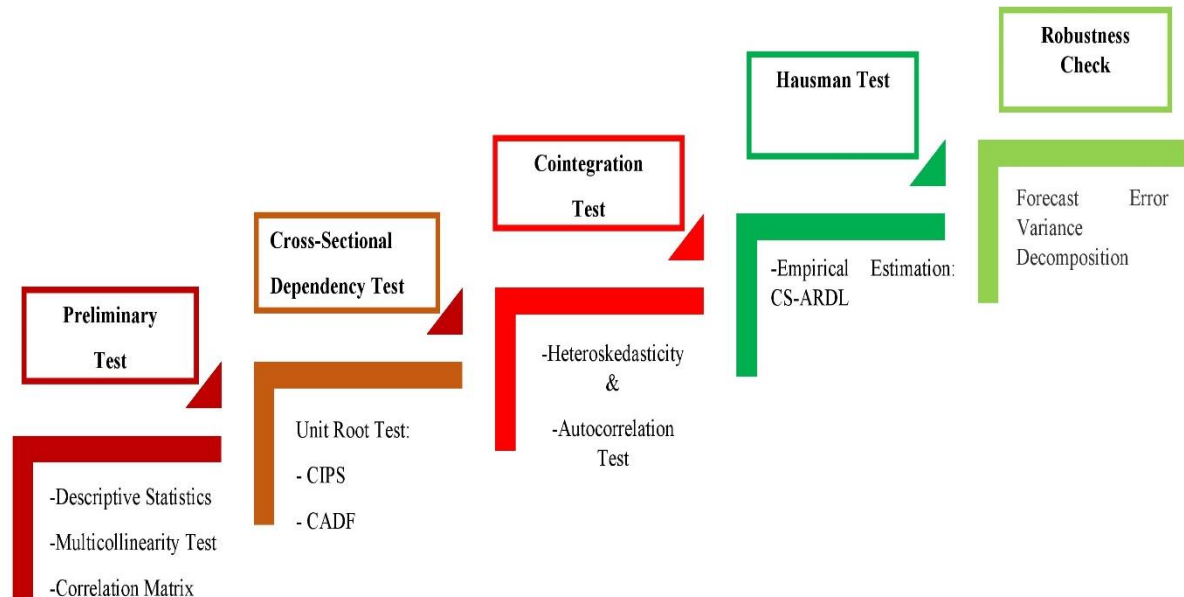 Preliminary
Test
-Descriptive Statistics
-Multicollinearity Test
-Correlation Matrix
Cross-Sectional
Dependency Test
Unit Root Test:
- CIPS
- CADF
Cointegration
Test
-Heteroskedasticity
&
-Autocorrelation
Test
Hausman Test
-Empirical Estimation:
CS-ARDL
Robustness
Check
Forecast Error
Variance
Decomposition